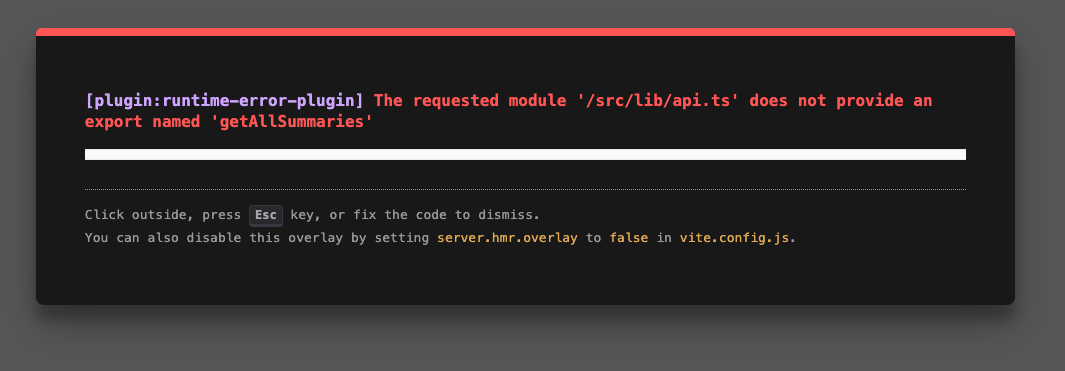 [plugin:runtime-error-plugin] The requested module '/src/lib/api.ts' does not provide an
export named 'getAllSummaries'
Click outside, press Esc key, or fix the code to dismiss.
You can also disable this overlay by setting server.hmr.overlay to false in vite.config.js.